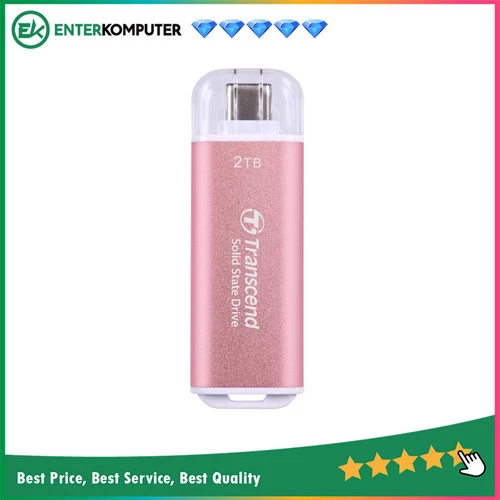 EK ENTERKOMPUTER
2TB
Transcend
Solid State Drive
Best Price, Best Service, Best Quality